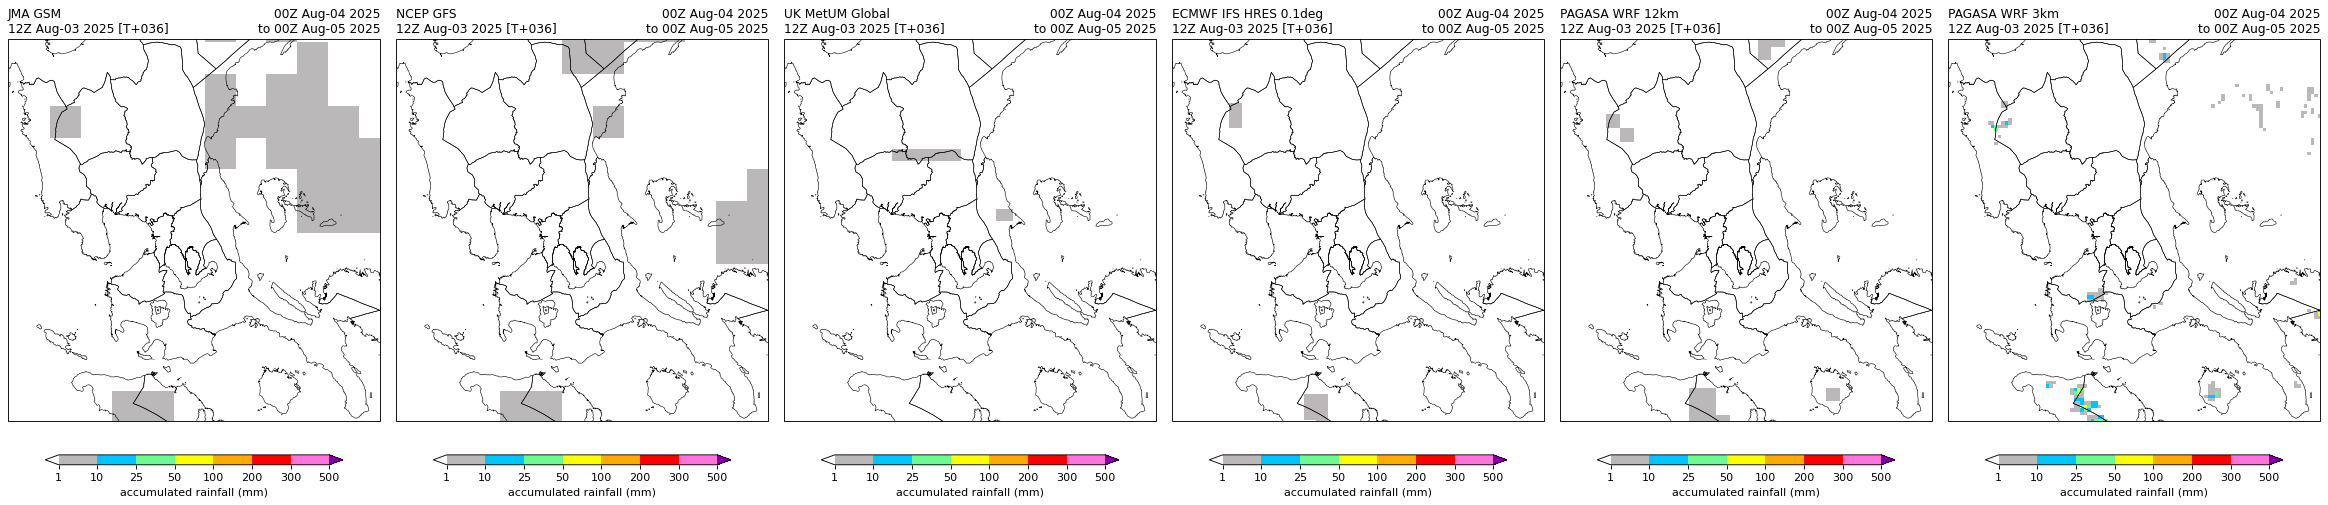 JMA GSM 00Z Aug-04 2025
12Z Aug-03 2025 [T+036] to 00Z Aug-05 2025
1 10 25 50 100 200 300 500
accumulated rainfall (mm)
NCEP GFS 00Z Aug-04 2025
12Z Aug-03 2025 [T+036] to 00Z Aug-05 2025
1 10 25 50 100 200 300 500
accumulated rainfall (mm)
UK MetUM Global 00Z Aug-04 2025
12Z Aug-03 2025 [T+036] to 00Z Aug-05 2025
1 10 25 50 100 200 300 500
accumulated rainfall (mm)
ECMWF IFS HRES 0.1deg 00Z Aug-04 2025
12Z Aug-03 2025 [T+036] to 00Z Aug-05 2025
1 10 25 50 100 200 300 500
accumulated rainfall (mm)
PAGASA WRF 12km 00Z Aug-04 2025
12Z Aug-03 2025 [T+036] to 00Z Aug-05 2025
1 10 25 50 100 200 300 500
accumulated rainfall (mm)
PAGASA WRF 3km 00Z Aug-04 2025
12Z Aug-03 2025 [T+036] to 00Z Aug-05 2025
1 10 25 50 100 200 300 500
accumulated rainfall (mm)